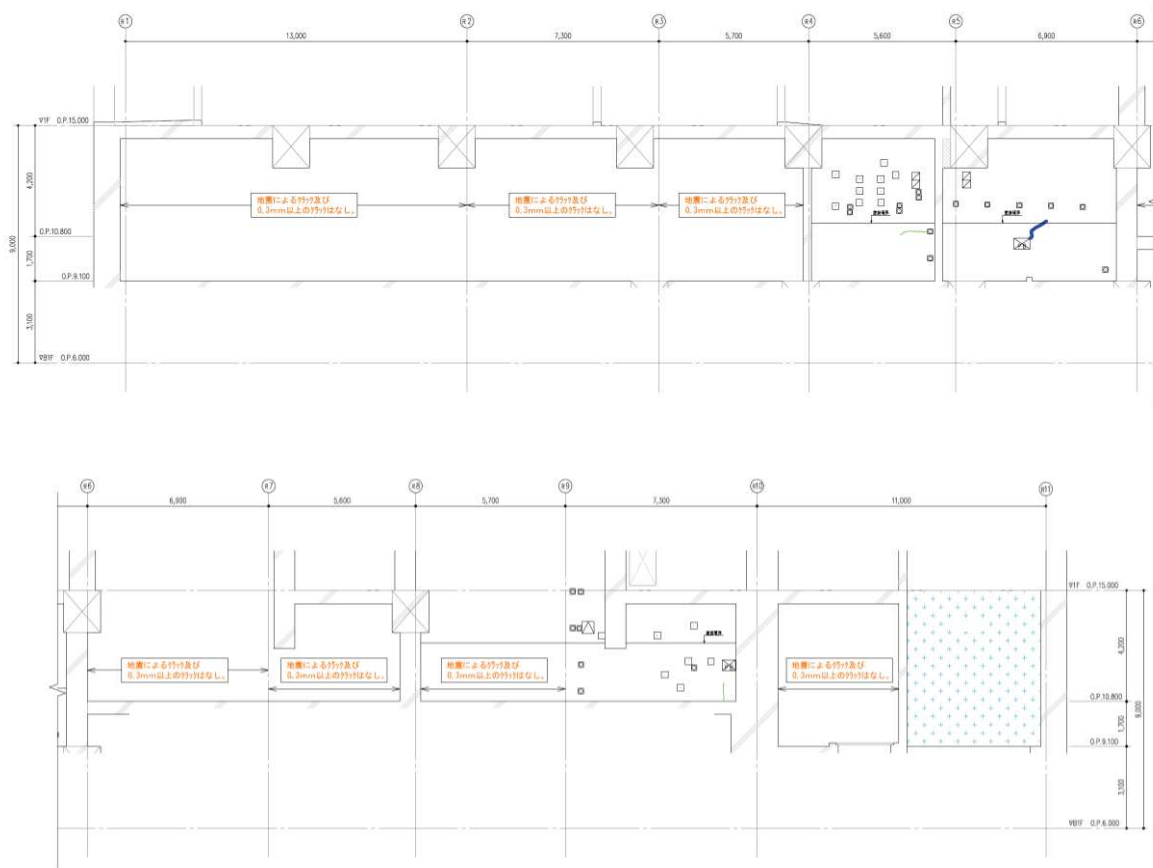 R1 R2 R3 R4 R5 R6
13,000 7,300 5,700 5,600 6,900
∇1F O.P.15.000
4,200
地震によるクラック及び
0.3mm以上のクラックはなし。
地震によるクラック及び
0.3mm以上のクラックはなし。
地震によるクラック及び
0.3mm以上のクラックはなし。
O.P.10.800
9,000
1,700
O.P.9.100
3,100
∇B1F O.P.6.000
R6 R7 R8 R9 R10 R11
6,900 5,600 5,700 7,300 11,000
∇1F O.P.15.000
4,200
地震によるクラック及び
0.3mm以上のクラックはなし。
地震によるクラック及び
0.3mm以上のクラックはなし。
地震によるクラック及び
0.3mm以上のクラックはなし。
地震によるクラック及び
0.3mm以上のクラックはなし。
O.P.10.800
9,000
1,700
O.P.9.100
3,100
∇B1F O.P.6.000